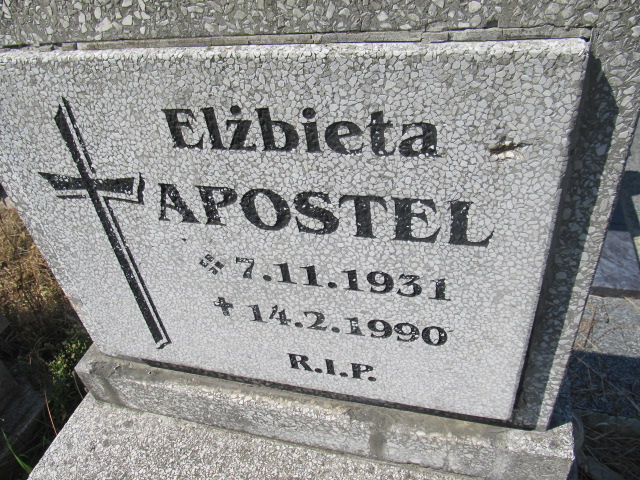 Elżbieta
APOSTEL
7.11.1931
14.2.1990
R.I.P.